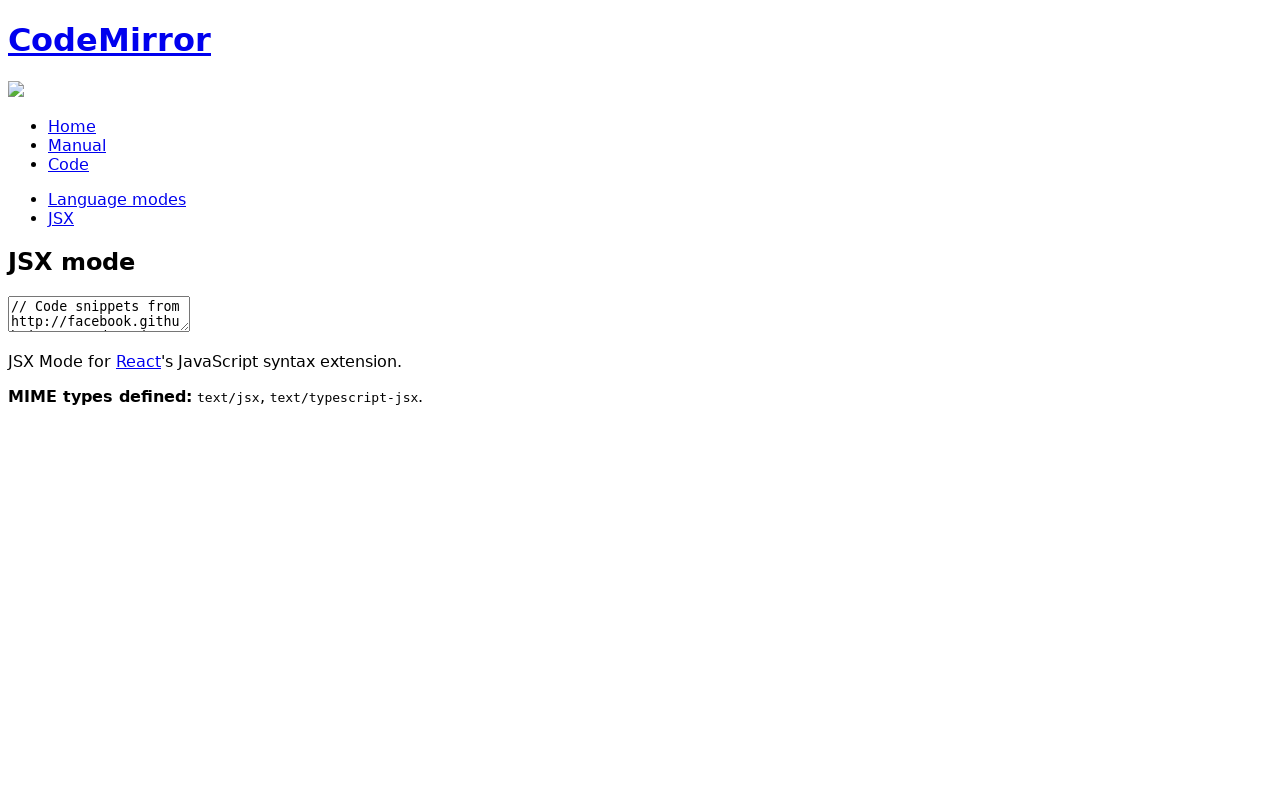 CodeMirror
Home
Manual
Code
Language modes
JSX
JSX mode
// Code snippets from
http://facebook.githu
JSX Mode for React's JavaScript syntax extension.
MIME types defined: text/jsx, text/typescript-jsx.